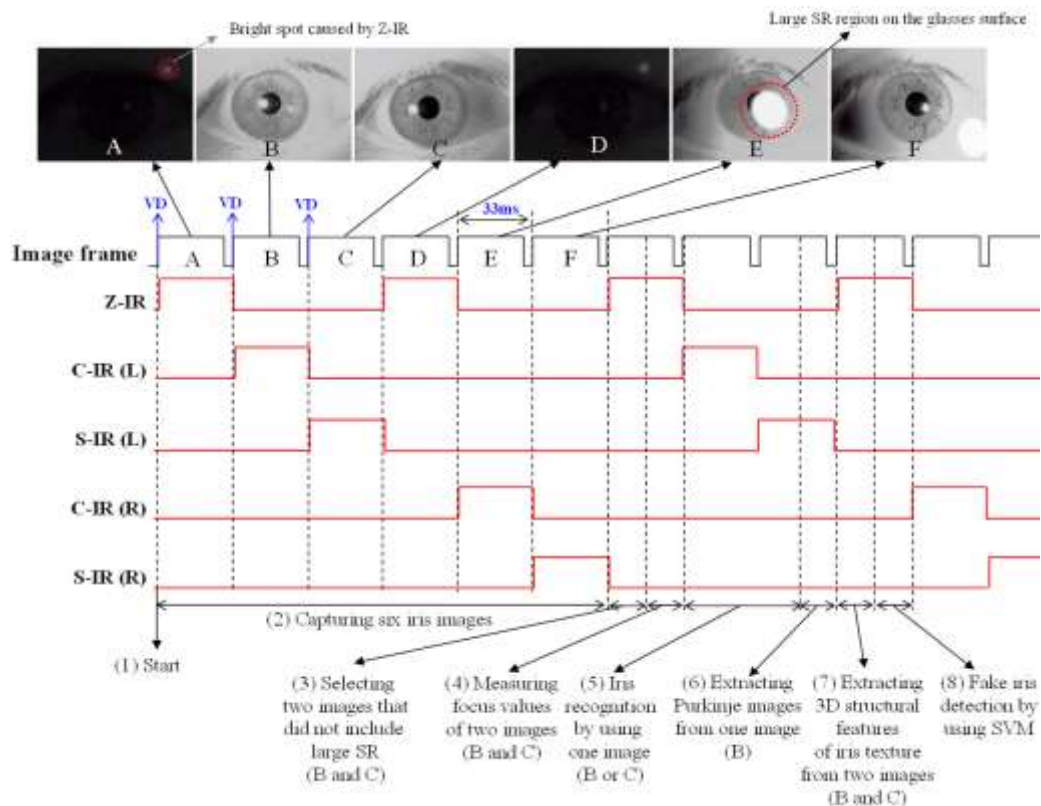 Bright spot caused by Z-IR
Large SR region on the glasses surface
A
B
C
D
E
F
VD
VD
VD
33ms
Image frame
A
B
C
D
E
F
Z-IR
C-IR (L)
S-IR (L)
C-IR (R)
S-IR (R)
(2) Capturing six iris images
(1) Start
(3) Selecting
two images that
did not include
large SR
(B and C)
(4) Measuring
focus values
of two images
(B and C)
(5) Iris
recognition
by using
one image
(B or C)
(6) Extracting
Purkinje images
from one image
(B)
(7) Extracting
3D structural
features
of iris texture
from two images
(B and C)
(8) Fake iris
detection by
using SVM